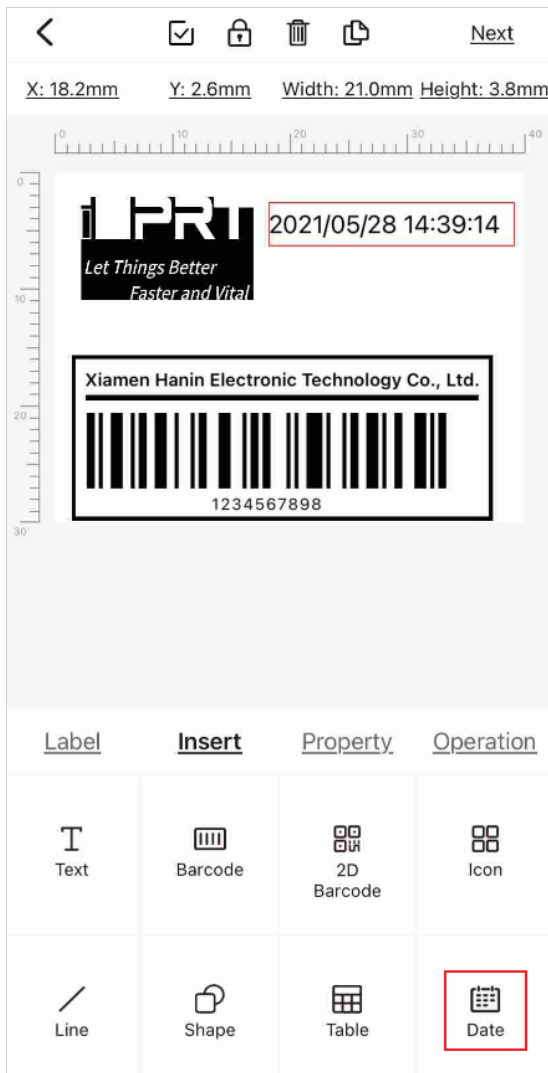 Next
X: 18.2mm Y: 2.6mm Width: 21.0mm Height: 3.8mm
0 10 20 30 40
0
10
20
30
iDPRT
2021/05/28 14:39:14
Let Things Better
Faster and Vital
Xiamen Hanin Electronic Technology Co., Ltd.
1234567898
Label Insert Property Operation
Text Barcode 2D Barcode Icon
Line Shape Table Date